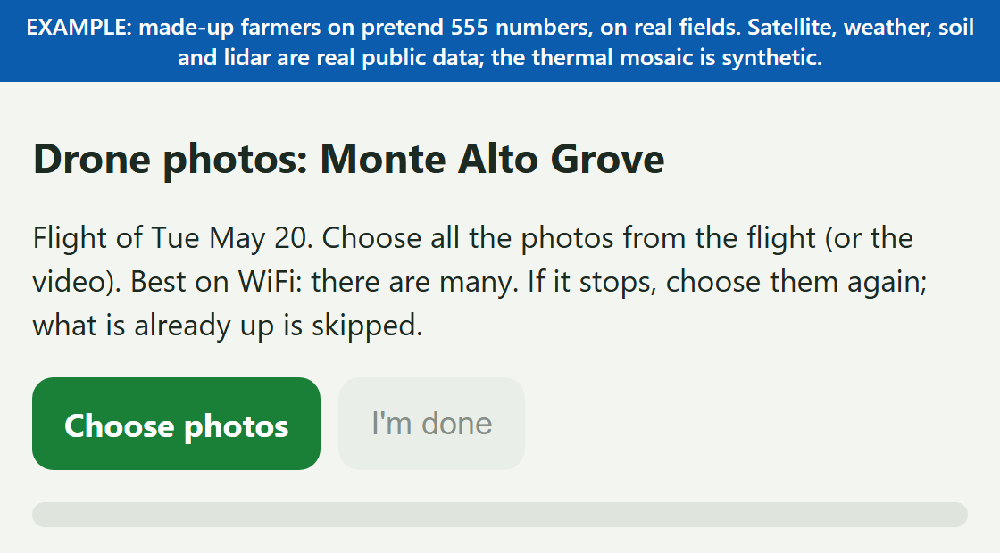 EXAMPLE: made-up farmers on pretend 555 numbers, on real fields. Satellite, weather, soil
and lidar are real public data; the thermal mosaic is synthetic.
Drone photos: Monte Alto Grove
Flight of Tue May 20. Choose all the photos from the flight (or the
video). Best on WiFi: there are many. If it stops, choose them again;
what is already up is skipped.
Choose photos
I'm done